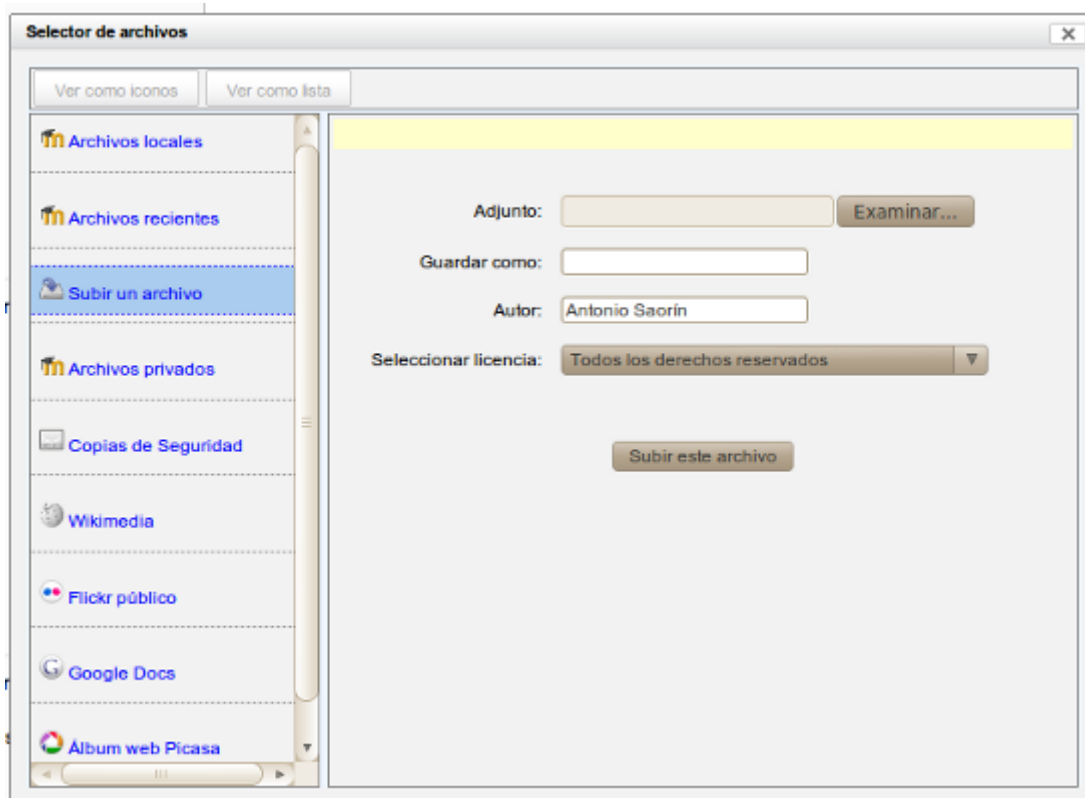 Selector de archivos
Ver como iconos Ver como lista
Archivos locales
Archivos recientes
Subir un archivo
Archivos privados
Copias de Seguridad
Wikimedia
Flickr público
Google Docs
Álbum web Picasa
Adjunto: Examinar...
Guardar como:
Autor: Antonio Saorín
Seleccionar licencia: Todos los derechos reservados
Subir este archivo